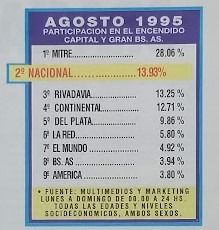 AGOSTO 1995
PARTICIPACION EN EL ENCENDIDO
CAPITAL Y GRAN BS. AS.
1º MITRE............... 28.06 %
2º NACIONAL................13.93%
3º RIVADAVIA............. 13.25 %
4º CONTINENTAL........ 12.71 %
5º DEL PLATA............. 9.86 %
6º LA RED................. 5.80 %
7º EL MUNDO............. 4.92 %
8º BS. AS.................. 3.94 %
9º AMERICA.............. 3.80 %
• FUENTE: MULTIMEDIOS Y MARKETING
LUNES A DOMINGO DE 00.00 A 24 HS.
TODAS LAS EDADES Y NIVELES
SOCIOECONOMICOS, AMBOS SEXOS.